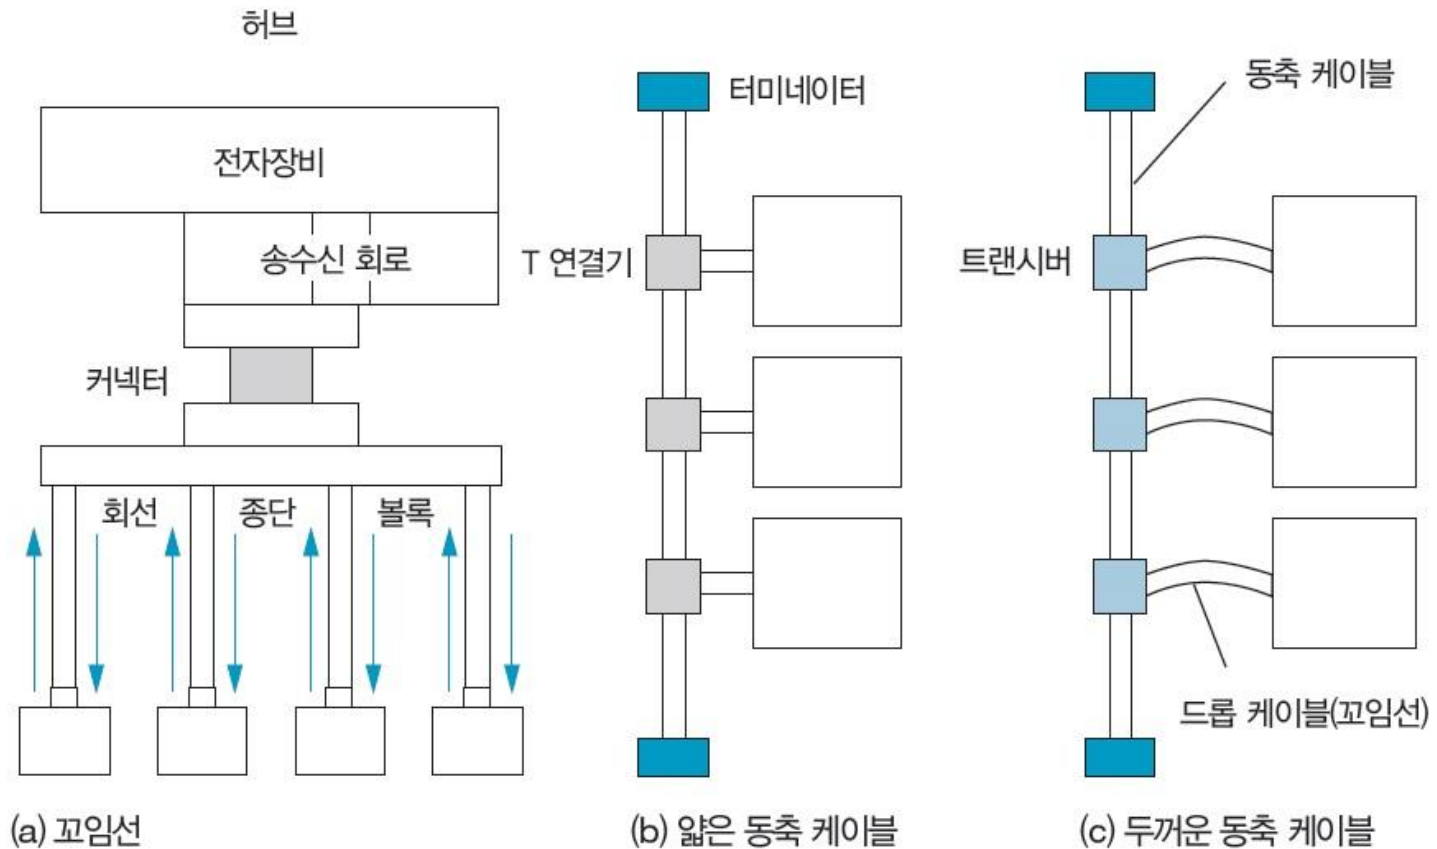 허브
전자장비
송수신 회로
커넥터
회선 종단 볼록
(a) 꼬임선
터미네이터
T 연결기
(b) 얇은 동축 케이블
동축 케이블
트랜시버
드롭 케이블(꼬임선)
(c) 두꺼운 동축 케이블